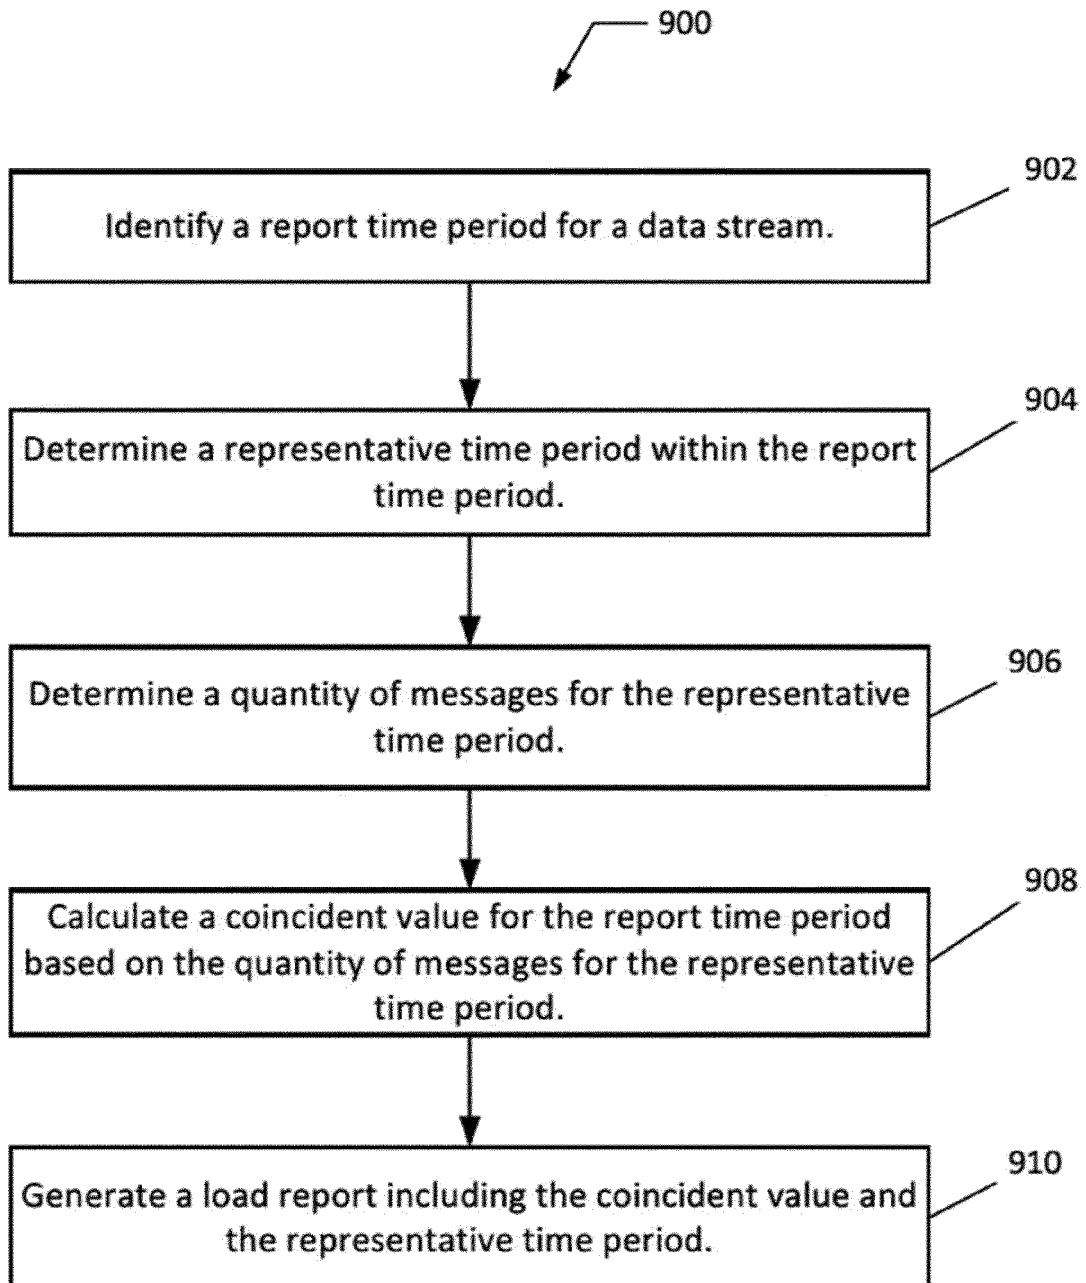 900
902
Identify a report time period for a data stream.
904
Determine a representative time period within the report
time period.
906
Determine a quantity of messages for the representative
time period.
908
Calculate a coincident value for the report time period
based on the quantity of messages for the representative
time period.
910
Generate a load report including the coincident value and
the representative time period.